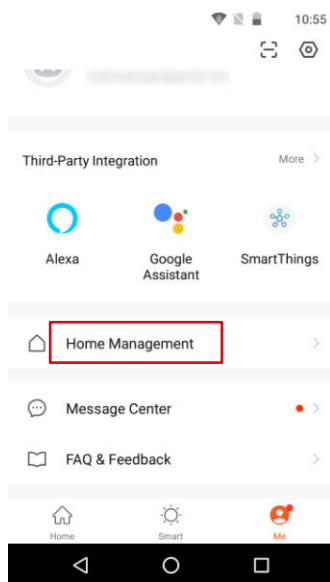 10:55
Third-Party Integration
More
Alexa
Google
Assistant
SmartThings
Home Management
Message Center
FAQ & Feedback
Home
Smart
Me